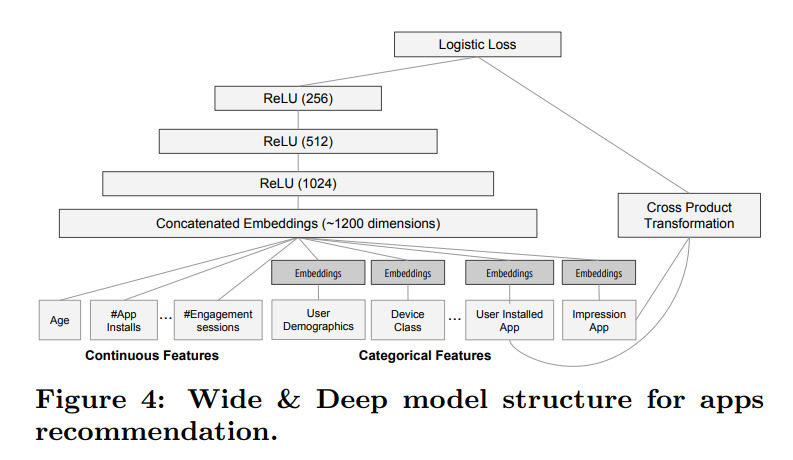 Logistic Loss
ReLU (256)
ReLU (512)
ReLU (1024)
Concatenated Embeddings (~1200 dimensions)
Cross Product
Transformation
Embeddings
Embeddings
Embeddings
Embeddings
Age
#App
Installs
...
#Engagement
sessions
User
Demographics
Device
Class
...
User Installed
App
Impression
App
Continuous Features
Categorical Features
Figure 4: Wide & Deep model structure for apps
recommendation.